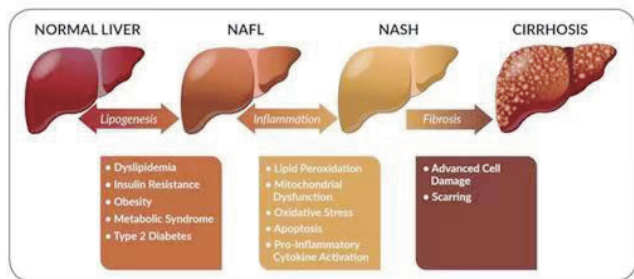 NORMAL LIVER
NAFL
NASH
CIRRHOSIS
Lipogenesis
Inflammation
Fibrosis
• Dyslipidemia
• Insulin Resistance
• Obesity
• Metabolic Syndrome
• Type 2 Diabetes
• Lipid Peroxidation
• Mitochondrial
Dysfunction
• Oxidative Stress
• Apoptosis
• Pro-Inflammatory
Cytokine Activation
• Advanced Cell
Damage
• Scarring